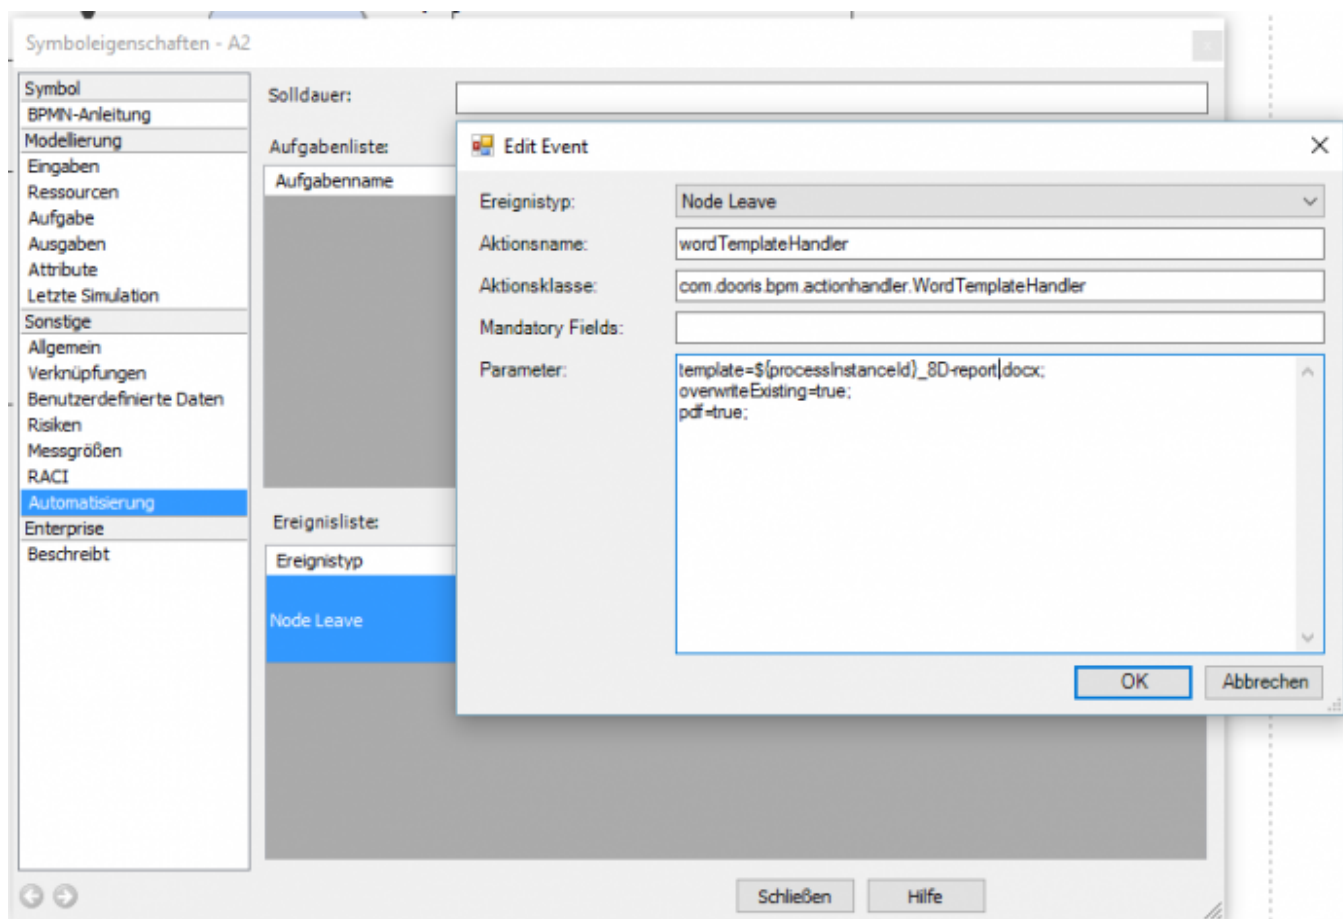 Symboleigenschaften - A2
Symbol
BPMN-Anleitung
Modellierung
Eingaben
Ressourcen
Aufgabe
Ausgaben
Attribute
Letzte Simulation
Sonstige
Allgemein
Verknüpfungen
Benutzerdefinierte Daten
Risiken
Messgrößen
RACI
Automatisierung
Enterprise
Beschreibt
Solldauer:
Aufgabenliste:
Aufgabenname
Ereignisliste:
Ereignistyp
Node Leave
Edit Event
Ereignistyp: Node Leave
Aktionsname: wordTemplateHandler
Aktionsklasse: com.dooris.bpm.actionhandler.WordTemplateHandler
Mandatory Fields:
Parameter: template=${processInstanceId}_8D-report.docx;
overwriteExisting=true;
pdf=true;
OK Abbrechen
Schließen Hilfe